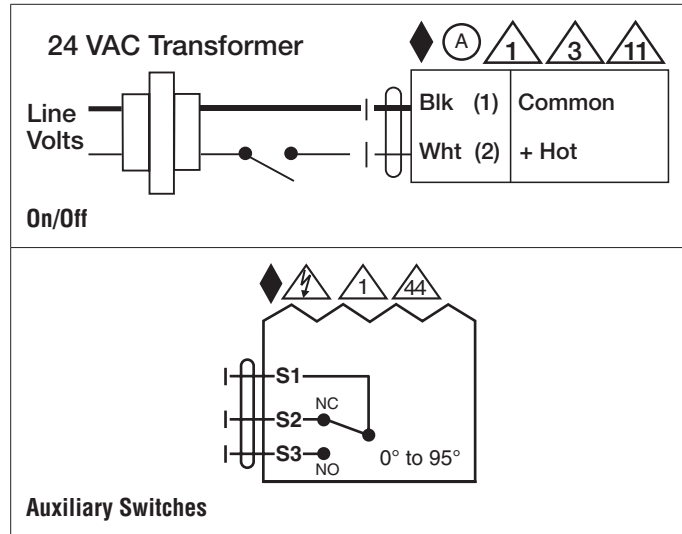 24 VAC Transformer
A 1 3 11
Line Volts
Blk (1) Common
Wht (2) + Hot
On/Off
1 44
S1
S2 NC
S3 NO
0° to 95°
Auxiliary Switches